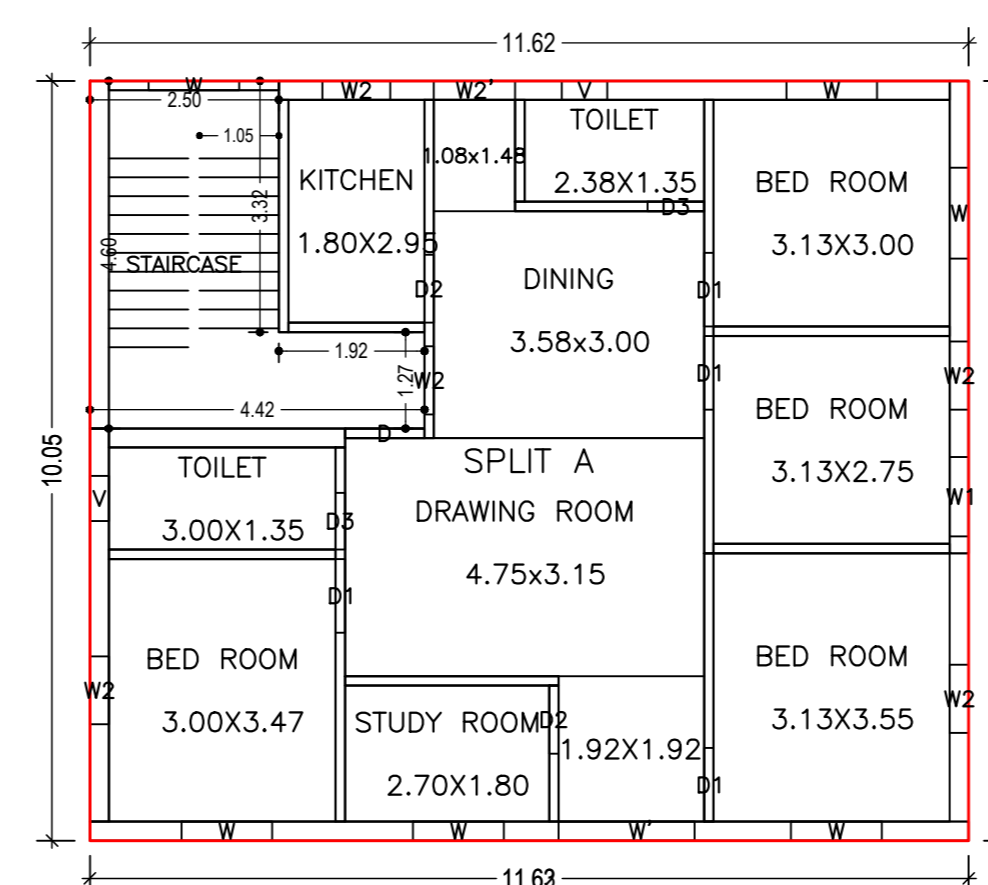 11.62
W
W2
W2'
V
W
2.50
1.05
3.32
4.60
STAIRCASE
KITCHEN
1.80X2.95
1.08x1.48
TOILET
2.38X1.35
D3
BED ROOM
3.13X3.00
W
D2
DINING
3.58x3.00
D1
1.92
1.27
W2
D1
W2
4.42
D
BED ROOM
3.13X2.75
10.05
TOILET
3.00X1.35
V
D3
SPLIT A
DRAWING ROOM
4.75x3.15
W1
D1
BED ROOM
3.00X3.47
W2
BED ROOM
3.13X3.55
W2
STUDY ROOM
D2
2.70X1.80
1.92X1.92
D1
W
W
W'
W